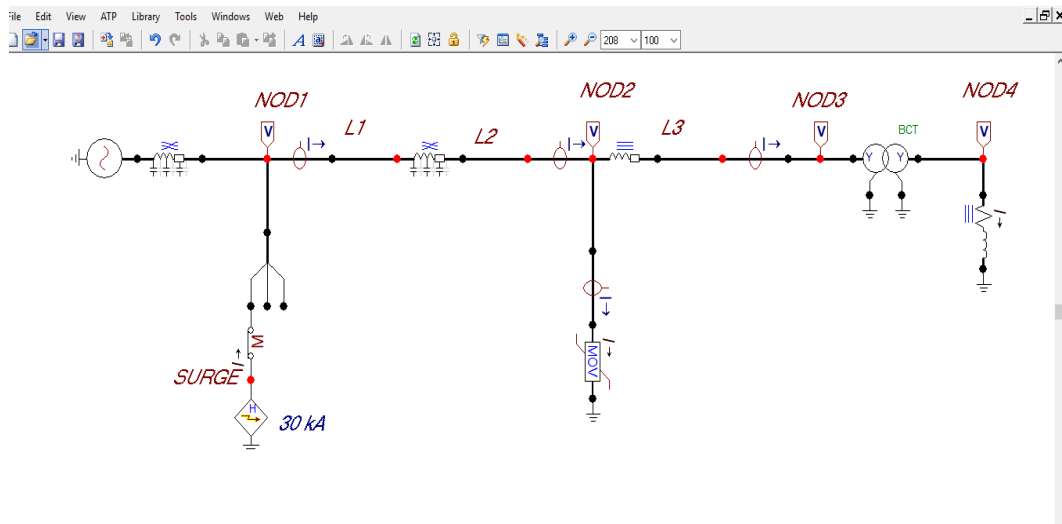 File Edit View ATP Library Tools Windows Web Help
A 208 100
NOD1
NOD2
NOD3
NOD4
V
L1
V
L2
L3
V
BCT
V
I
I
I
Y Y
I
I
M
I
MOV
I
I
SURGE
H
30 kA